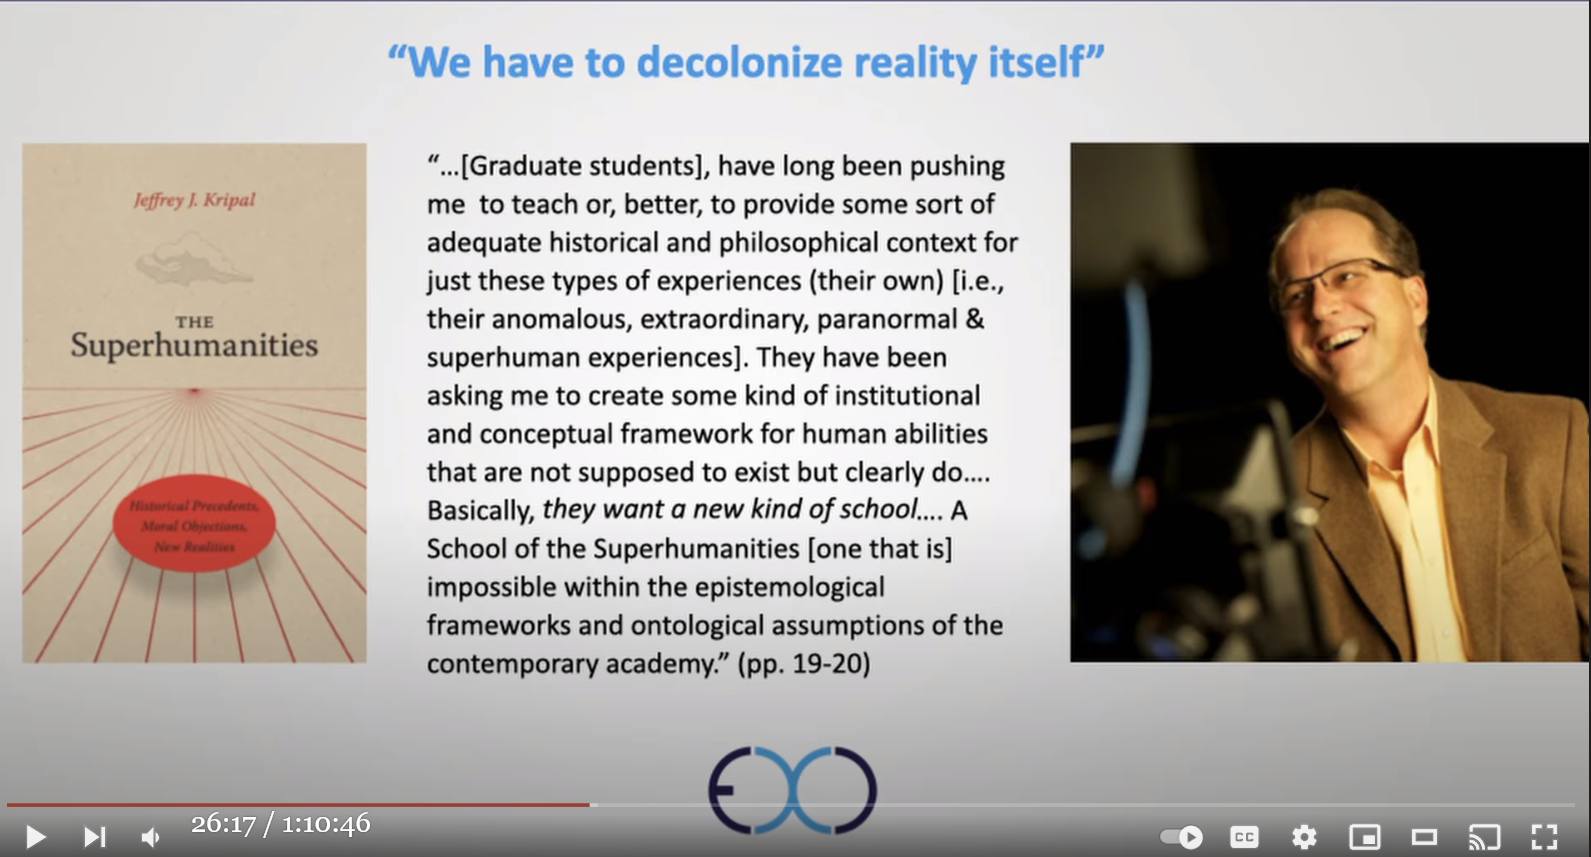 “We have to decolonize reality itself”
Jeffrey J. Kripal
THE
Superhumanities
Historical Precedents,
Moral Objections,
New Realities
“...[Graduate students], have long been pushing
me to teach or, better, to provide some sort of
adequate historical and philosophical context for
just these types of experiences (their own) [i.e.,
their anomalous, extraordinary, paranormal &
superhuman experiences]. They have been
asking me to create some kind of institutional
and conceptual framework for human abilities
that are not supposed to exist but clearly do....
Basically, they want a new kind of school.... A
School of the Superhumanities [one that is]
impossible within the epistemological
frameworks and ontological assumptions of the
contemporary academy.” (pp. 19-20)
EXO
26:17 / 1:10:46
CC